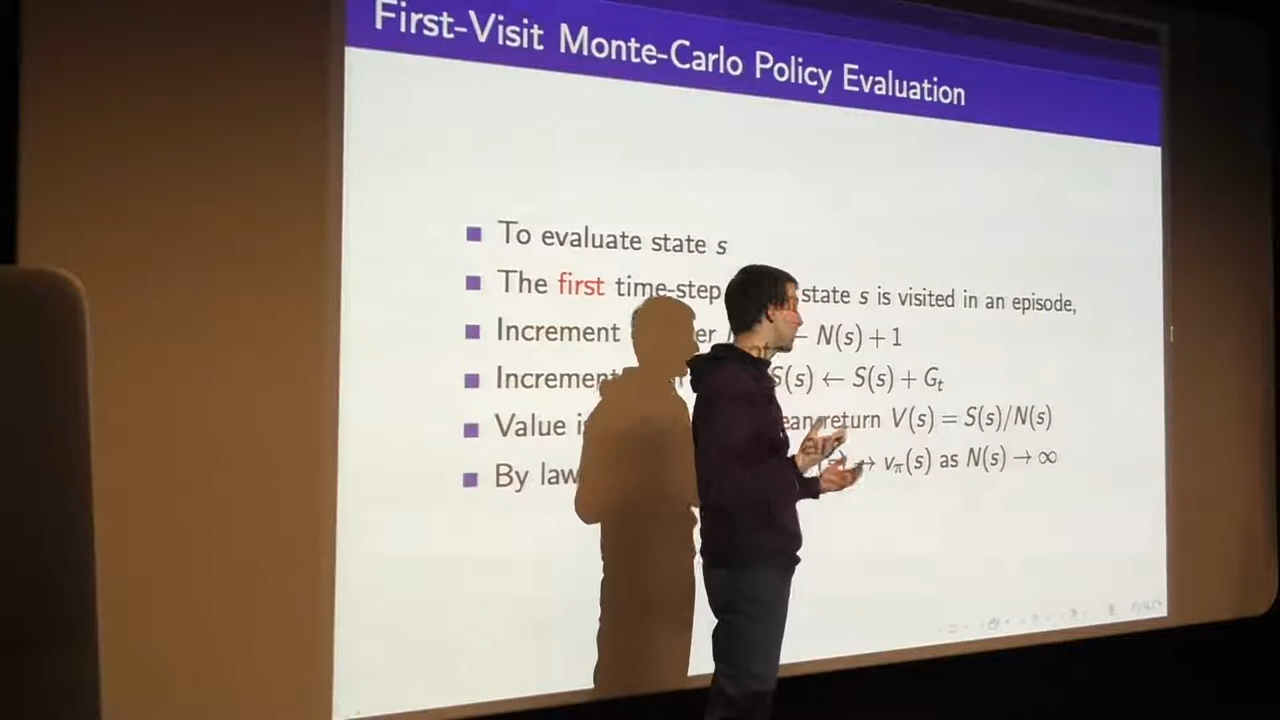 First-Visit Monte-Carlo Policy Evaluation
To evaluate state s
The first time-step state s is visited in an episode,
Increment N(s) + 1
Increment S(s) ← S(s) + Gₜ
Value return V(s) = S(s)/N(s)
By law → vπ(s) as N(s) → ∞